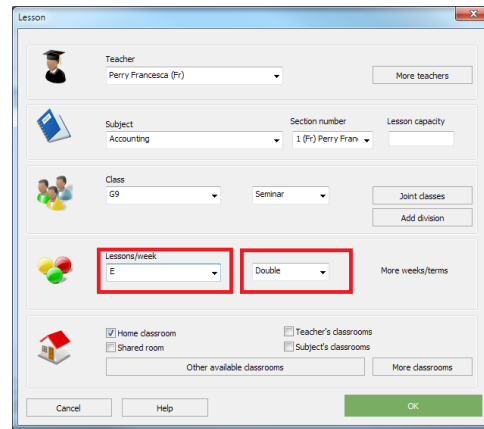 Lesson
Teacher
Perry Francesca (Fr)
More teachers
Subject
Section number
Lesson capacity
Accounting
1 (Fr) Perry Fran
Class
G9
Seminar
Joint classes
Add division
Lessons/week
E
Double
More weeks/terms
Home classroom
Teacher's classrooms
Shared room
Subject's classrooms
Other available classrooms
More classrooms
Cancel
Help
OK